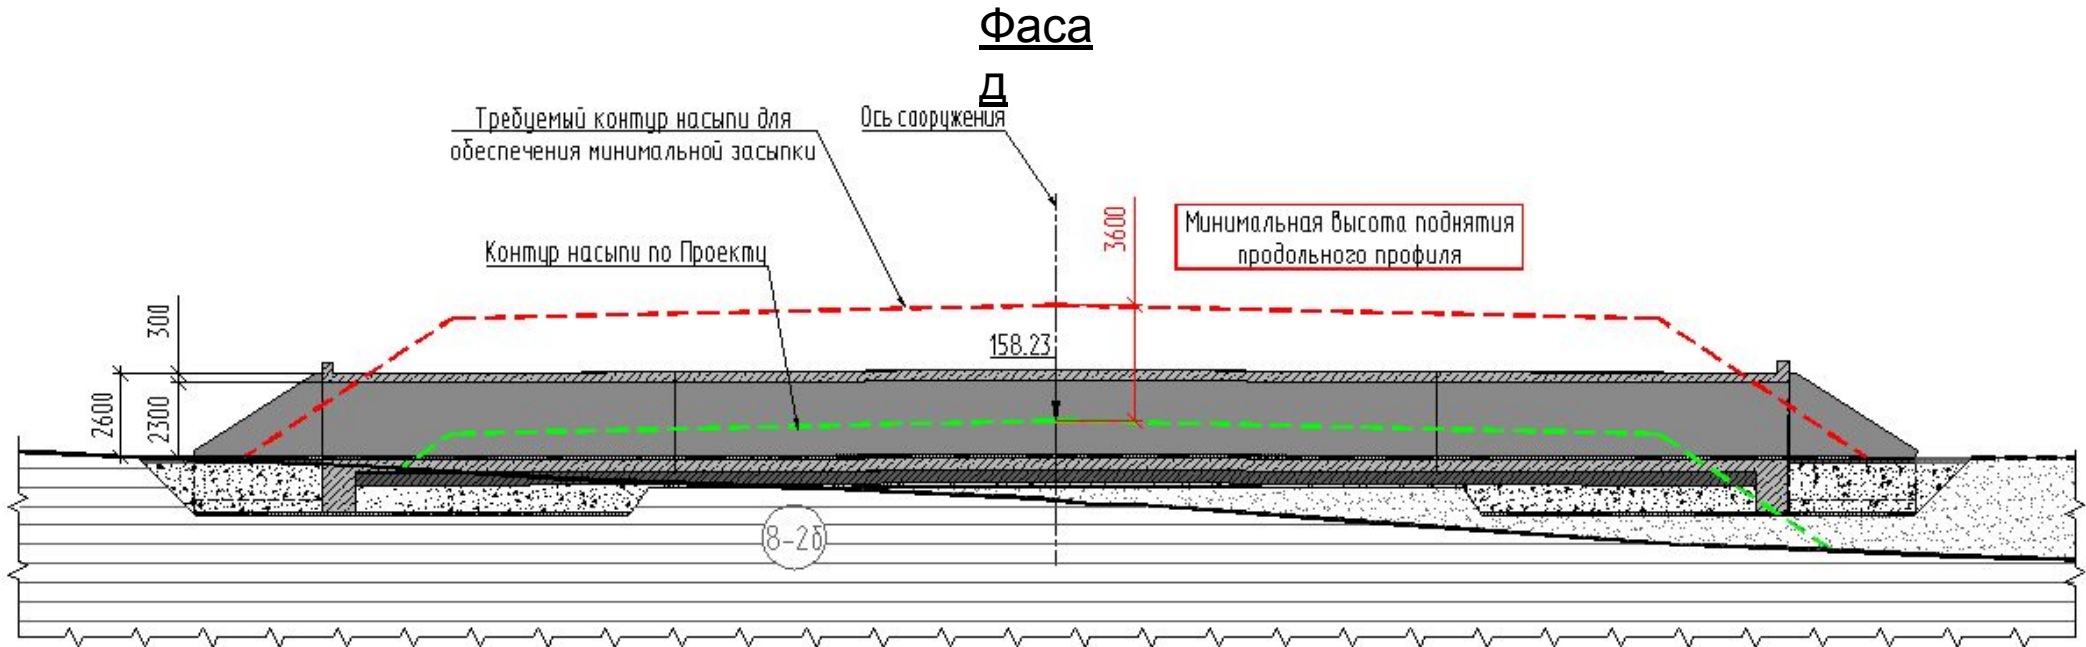 Фаса
д
Требуемый контур насыпи для
обеспечения минимальной засыпки
Ось сооружения
Контур насыпи по Проекту
3600
Минимальная высота поднятия
продольного профиля
300
158.23
2600
2300
8-2б